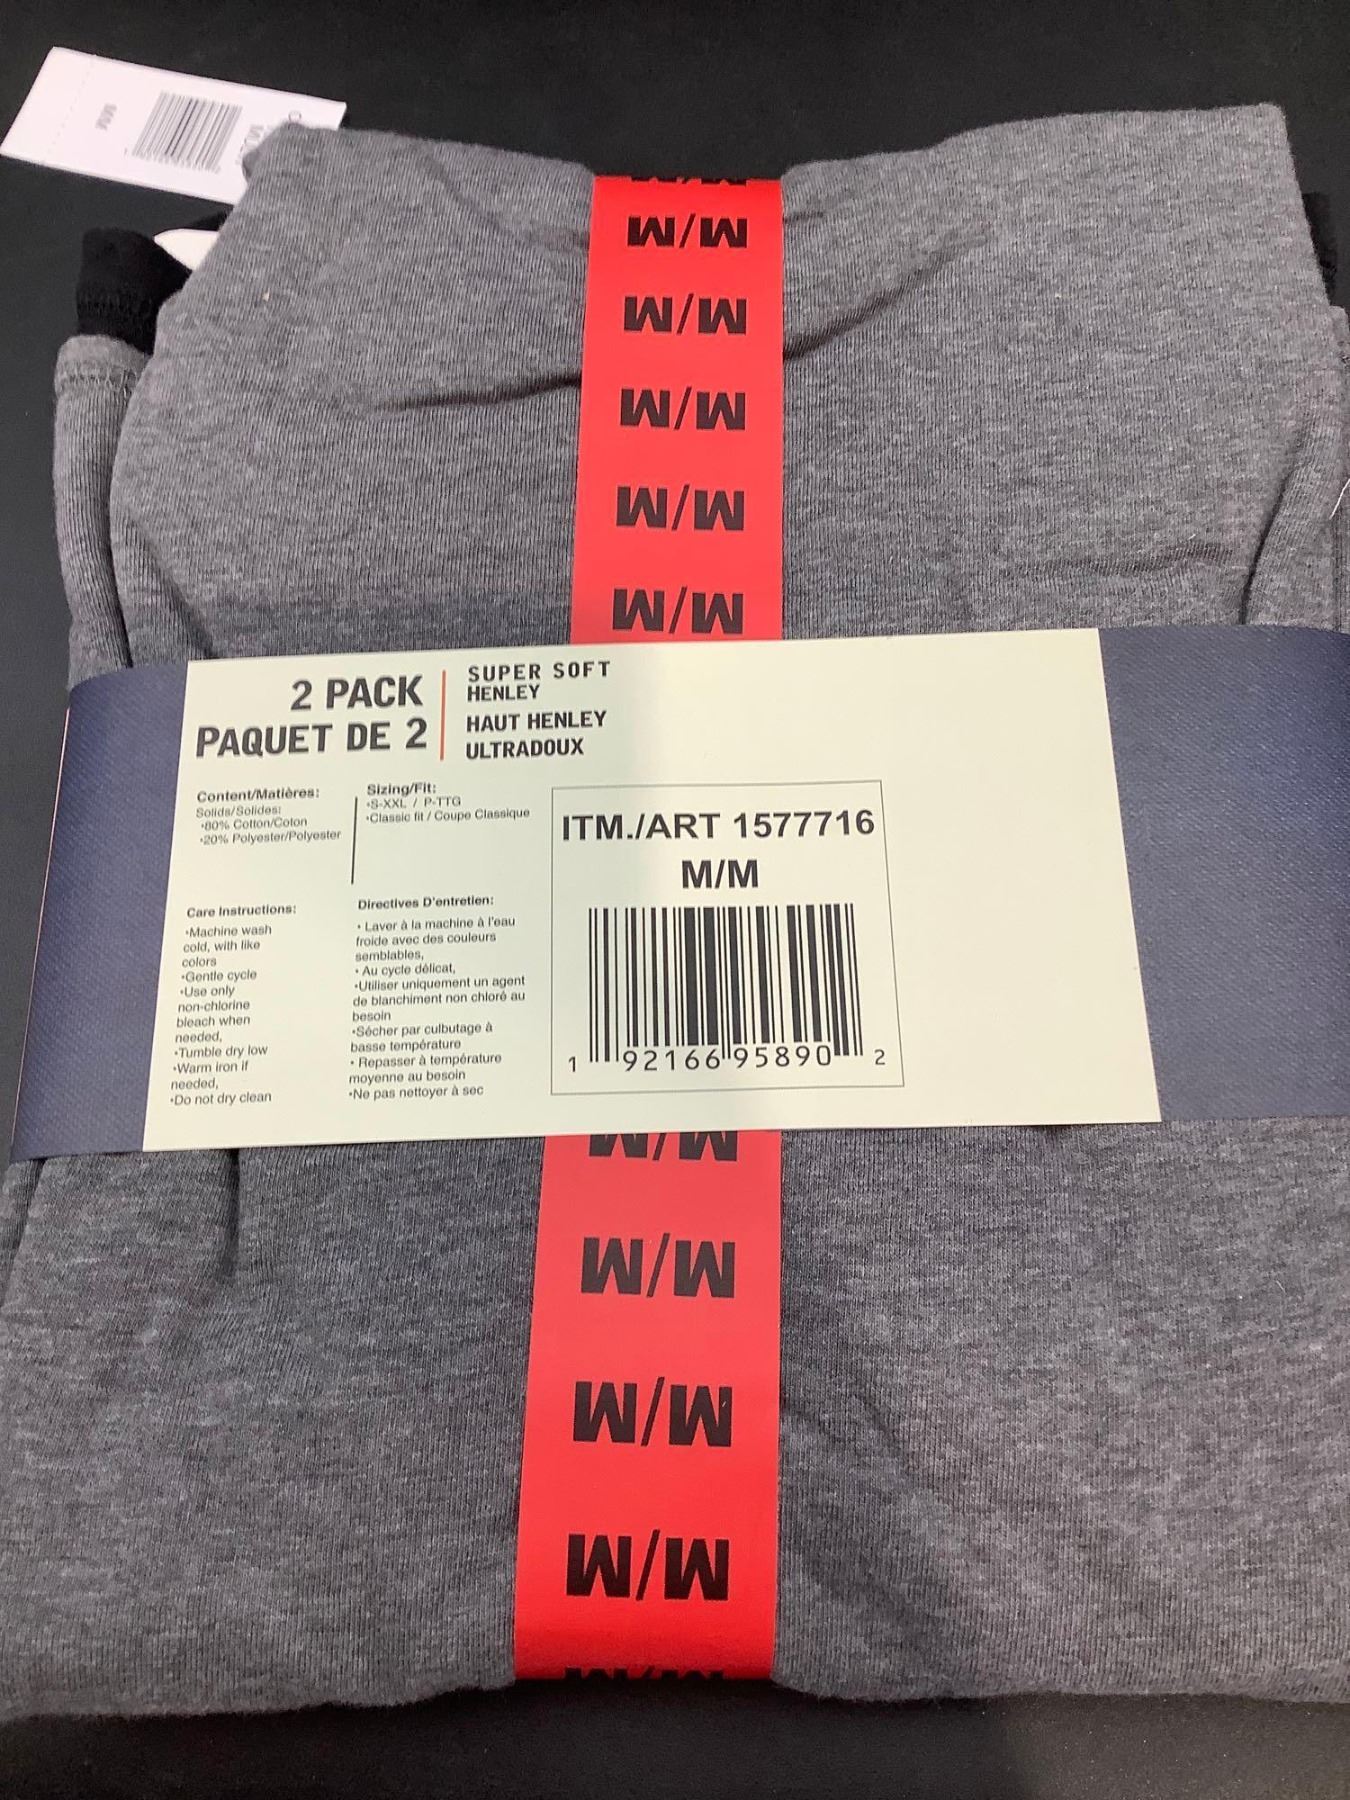 M/M
M/M
M/M
M/M
M/M
M/M
2 PACK
PAQUET DE 2
SUPER SOFT
HENLEY
HAUT HENLEY
ULTRADOUX
Content/Matières:
Solids/Solides:
•80% Cotton/Coton
•20% Polyester/Polyester
Sizing/Fit:
•S-XXL / P-TTG
•Classic fit / Coupe Classique
ITM./ART 1577716
M/M
1 92166 95890 2
Care Instructions:
•Machine wash
cold, with like
colors
•Gentle cycle
•Use only
non-chlorine
bleach when
needed,
•Tumble dry low
•Warm iron if
needed,
•Do not dry clean
Directives D'entretien:
• Laver à la machine à l'eau
froide avec des couleurs
semblables,
• Au cycle délicat,
•Utiliser uniquement un agent
de blanchiment non chloré au
besoin
•Sécher par culbutage à
basse température
• Repasser à température
moyenne au besoin
•Ne pas nettoyer à sec
M/M
M/M
M/M
M/M
M/M